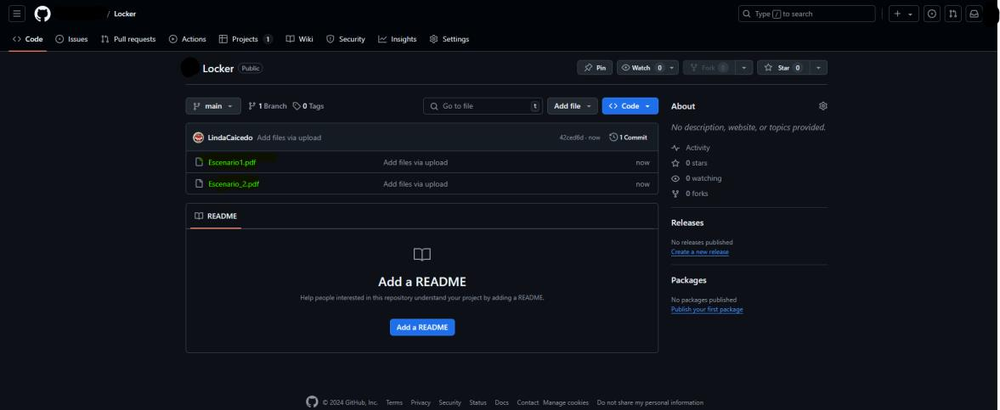 / Locker
Type / to search
Code
Issues
Pull requests
Actions
Projects 1
Wiki
Security
Insights
Settings
Locker Public
Pin
Watch 0
Fork 0
Star 0
main
1 Branch
0 Tags
Go to file t
Add file
Code
LindaCaicedo Add files via upload
42ced6d · now
1 Commit
Escenario1.pdf
Add files via upload
now
Escenario_2.pdf
Add files via upload
now
README
Add a README
Help people interested in this repository understand your project by adding a README.
Add a README
About
No description, website, or topics provided.
Activity
0 stars
0 watching
0 forks
Releases
No releases published
Create a new release
Packages
No packages published
Publish your first package
© 2024 GitHub, Inc. Terms Privacy Security Status Docs Contact Manage cookies Do not share my personal information